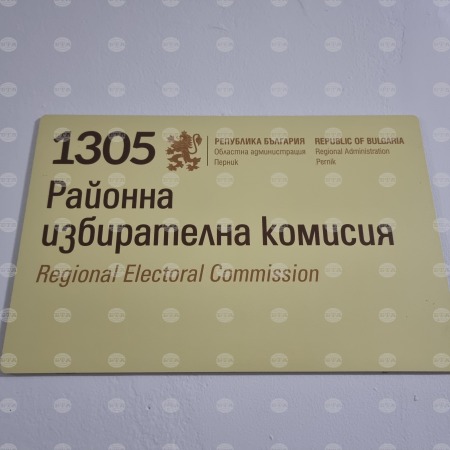 1305
РЕПУБЛИКА БЪЛГАРИЯ
Областна администрация
Перник
REPUBLIC OF BULGARIA
Regional Administration
Pernik
Районна
избирателна комисия
Regional Electoral Commission